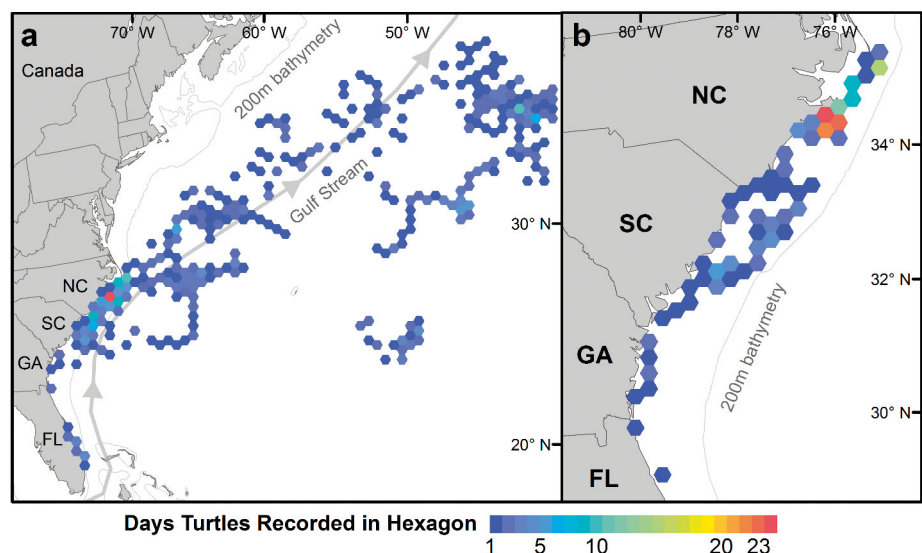 a
70° W
60° W
50° W
Canada
200m bathymetry
Gulf Stream
30° N
NC
SC
GA
FL
20° N
b
80° W
78° W
76° W
NC
34° N
SC
32° N
GA
200m bathymetry
30° N
FL
Days Turtles Recorded in Hexagon
1 5 10 20 23